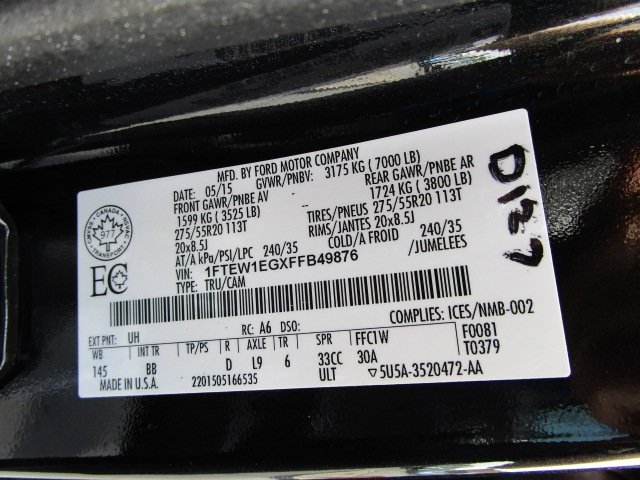 MFD. BY FORD MOTOR COMPANY
DATE: 05/15 GVWR/PNBV: 3175 KG ( 7000 LB)
FRONT GAWR/PNBE AV REAR GAWR/PNBE AR
1599 KG ( 3525 LB) 1724 KG ( 3800 LB)
275/55R20 113T TIRES/PNEUS 275/55R20 113T
20x8.5J RIMS/JANTES 20x8.5J
AT/A kPa/PSI/LPC 240/35 COLD/A FROID 240/35
VIN: 1FTEW1EGXFFB49876 /JUMELEES
TYPE: TRU/CAM
CANADA
TRANSPORT
EC
D127
RC: A6 DSO: COMPLIES: ICES/NMB-002
EXT PNT: UH FFC1W F0081
WB INT TR TP/PS R AXLE TR SPR T0379
145 BB D L9 6 33CC 30A
MADE IN U.S.A. 2201505166535 ULT ▽5U5A-3520472-AA